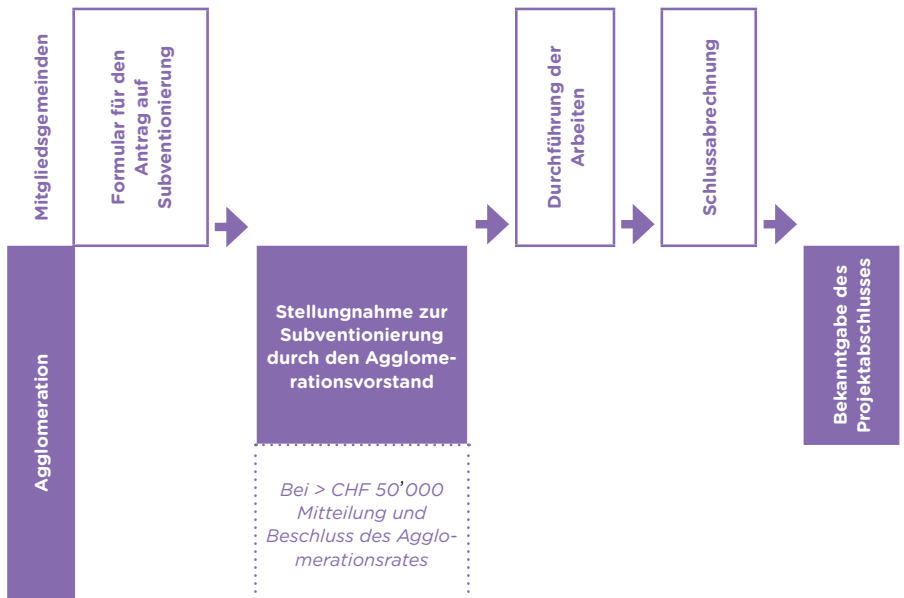 Mitgliedsgemeinden
Formular für den
Antrag auf
Subventionierung
Durchführung der
Arbeiten
Schlussabrechnung
Agglomeration
Stellungnahme zur
Subventionierung
durch den Agglome-
rationsvorstand
Bei > CHF 50’000
Mitteilung und
Beschluss des Agglo-
merationsrates
Bekanntgabe des
Projektabschlusses